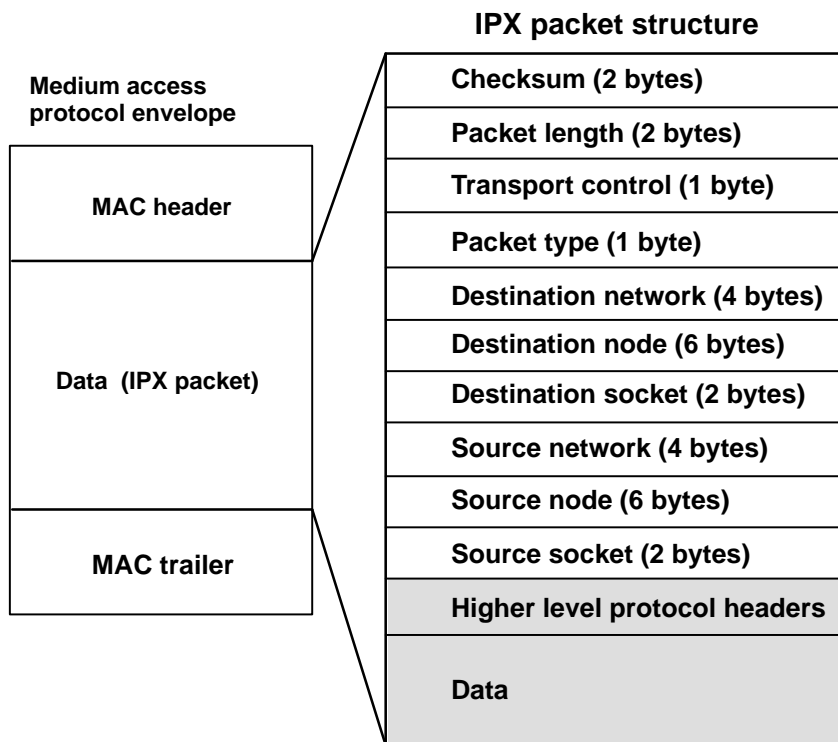 IPX packet structure
Medium access
protocol envelope
MAC header
Data (IPX packet)
MAC trailer
Checksum (2 bytes)
Packet length (2 bytes)
Transport control (1 byte)
Packet type (1 byte)
Destination network (4 bytes)
Destination node (6 bytes)
Destination socket (2 bytes)
Source network (4 bytes)
Source node (6 bytes)
Source socket (2 bytes)
Higher level protocol headers
Data